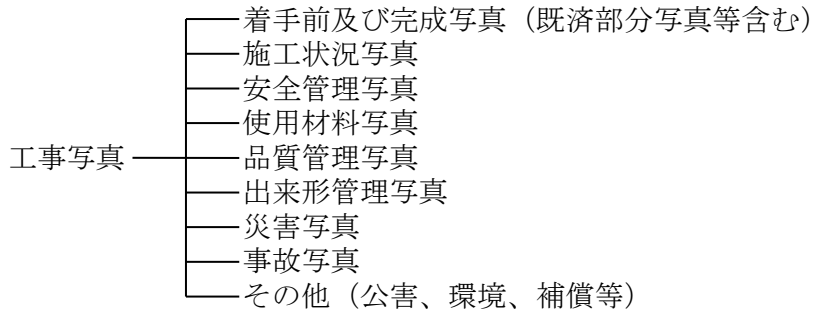 着手前及び完成写真（既済部分写真等含む）
施工状況写真
安全管理写真
使用材料写真
工事写真
品質管理写真
出来形管理写真
災害写真
事故写真
その他（公害、環境、補償等）